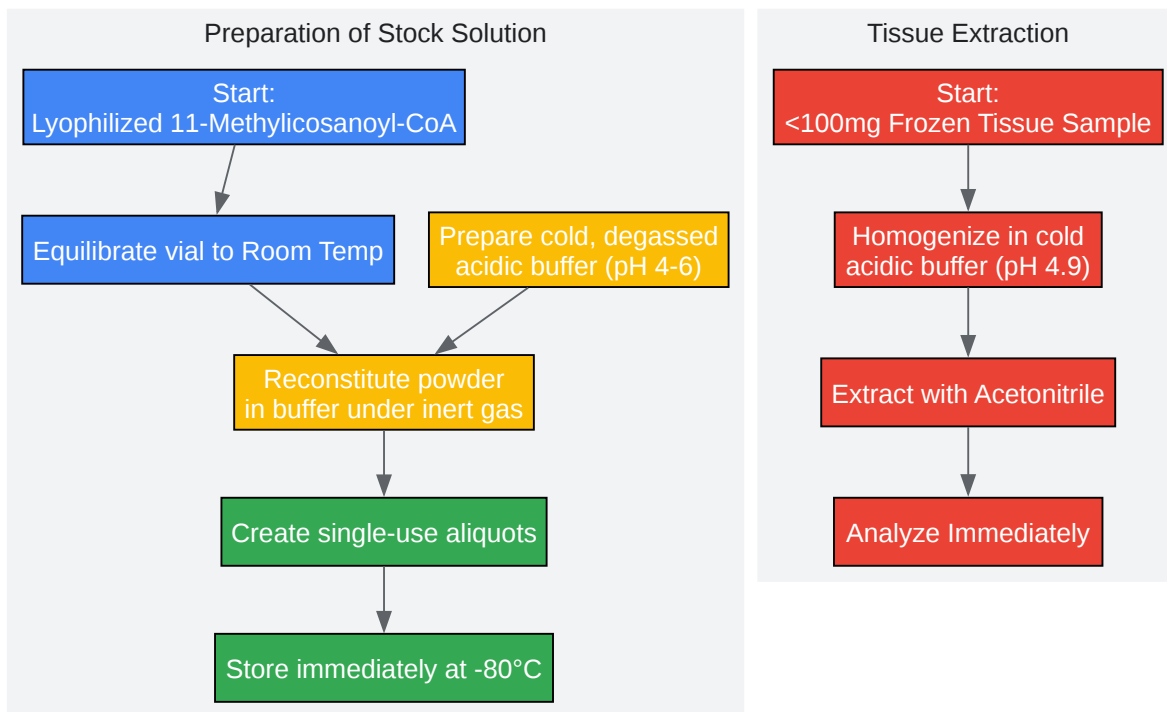 Preparation of Stock Solution
Start:
Lyophilized 11-Methylicosanoyl-CoA
Equilibrate vial to Room Temp
Prepare cold, degassed
acidic buffer (pH 4-6)
Reconstitute powder
in buffer under inert gas
Create single-use aliquots
Store immediately at -80°C
Tissue Extraction
Start:
<100mg Frozen Tissue Sample
Homogenize in cold
acidic buffer (pH 4.9)
Extract with Acetonitrile
Analyze Immediately